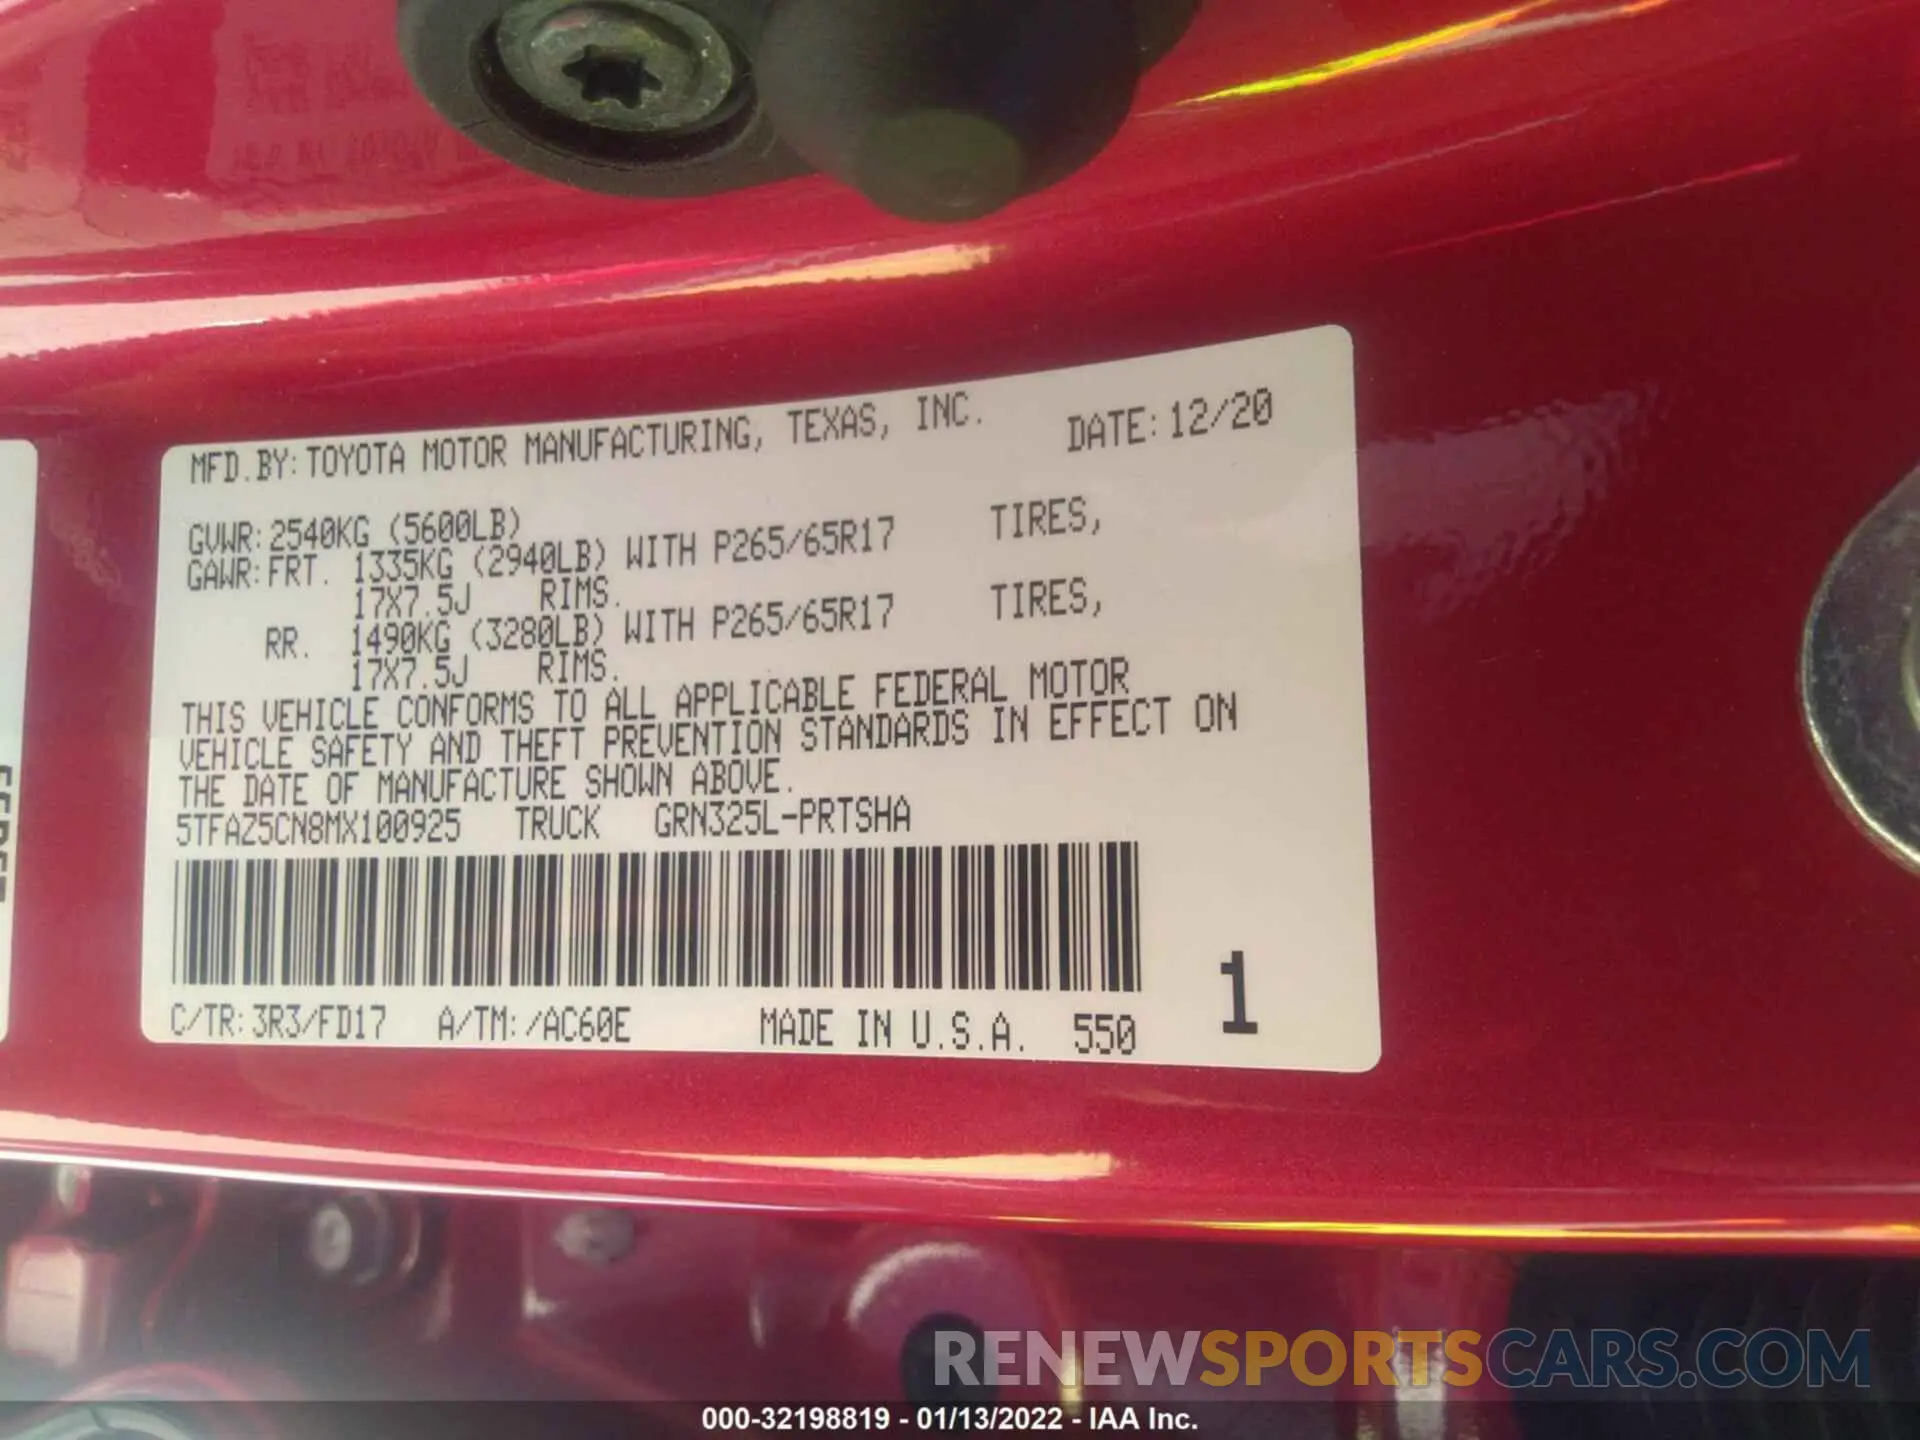 MFD.BY:TOYOTA MOTOR MANUFACTURING, TEXAS, INC. DATE:12/20
GVWR:2540KG (5600LB)
GAWR:FRT. 1335KG (2940LB) WITH P265/65R17 TIRES,
17X7.5J RIMS.
RR. 1490KG (3280LB) WITH P265/65R17 TIRES,
17X7.5J RIMS.
THIS VEHICLE CONFORMS TO ALL APPLICABLE FEDERAL MOTOR
VEHICLE SAFETY AND THEFT PREVENTION STANDARDS IN EFFECT ON
THE DATE OF MANUFACTURE SHOWN ABOVE.
5TFAZ5CN8MX100925 TRUCK GRN325L-PRTSHA
C/TR:3R3/FD17 A/TM:/AC60E MADE IN U.S.A. 550 1
RENEWSPORTSCARS.COM
000-32198819 - 01/13/2022 - IAA Inc.